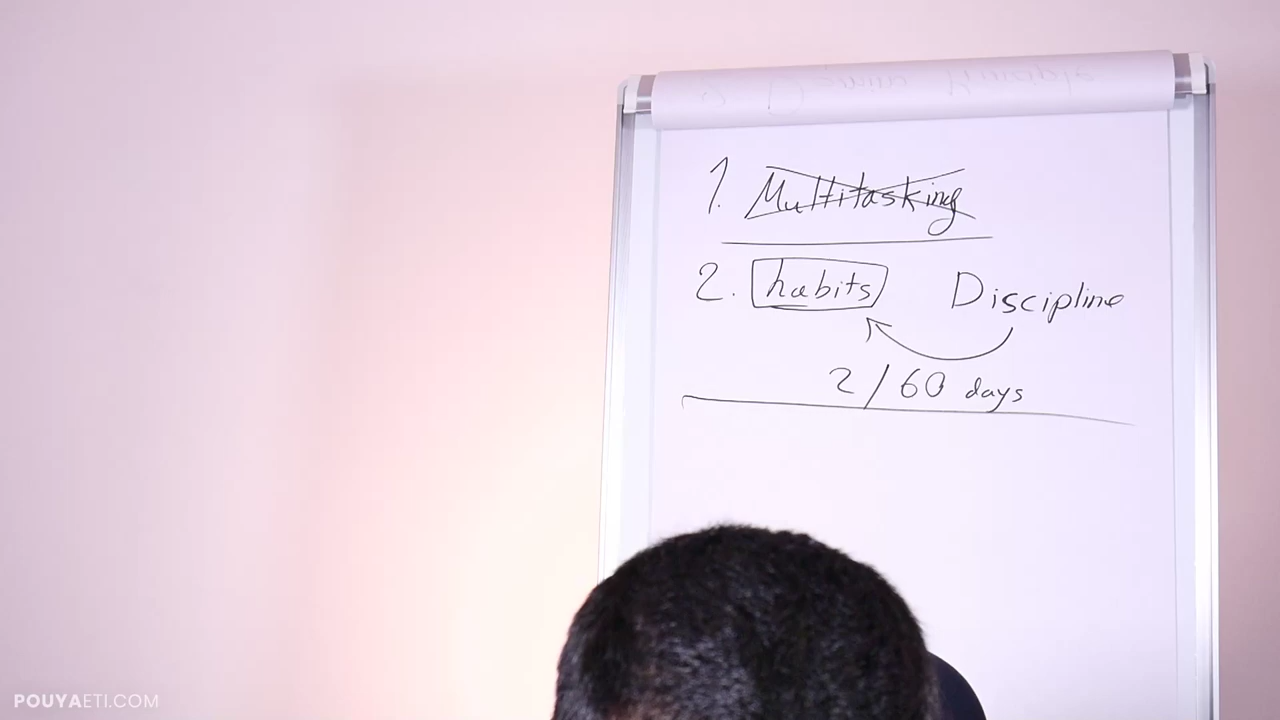 1. Multitasking
2. habits Discipline
2/60 days
POUYAETI.COM